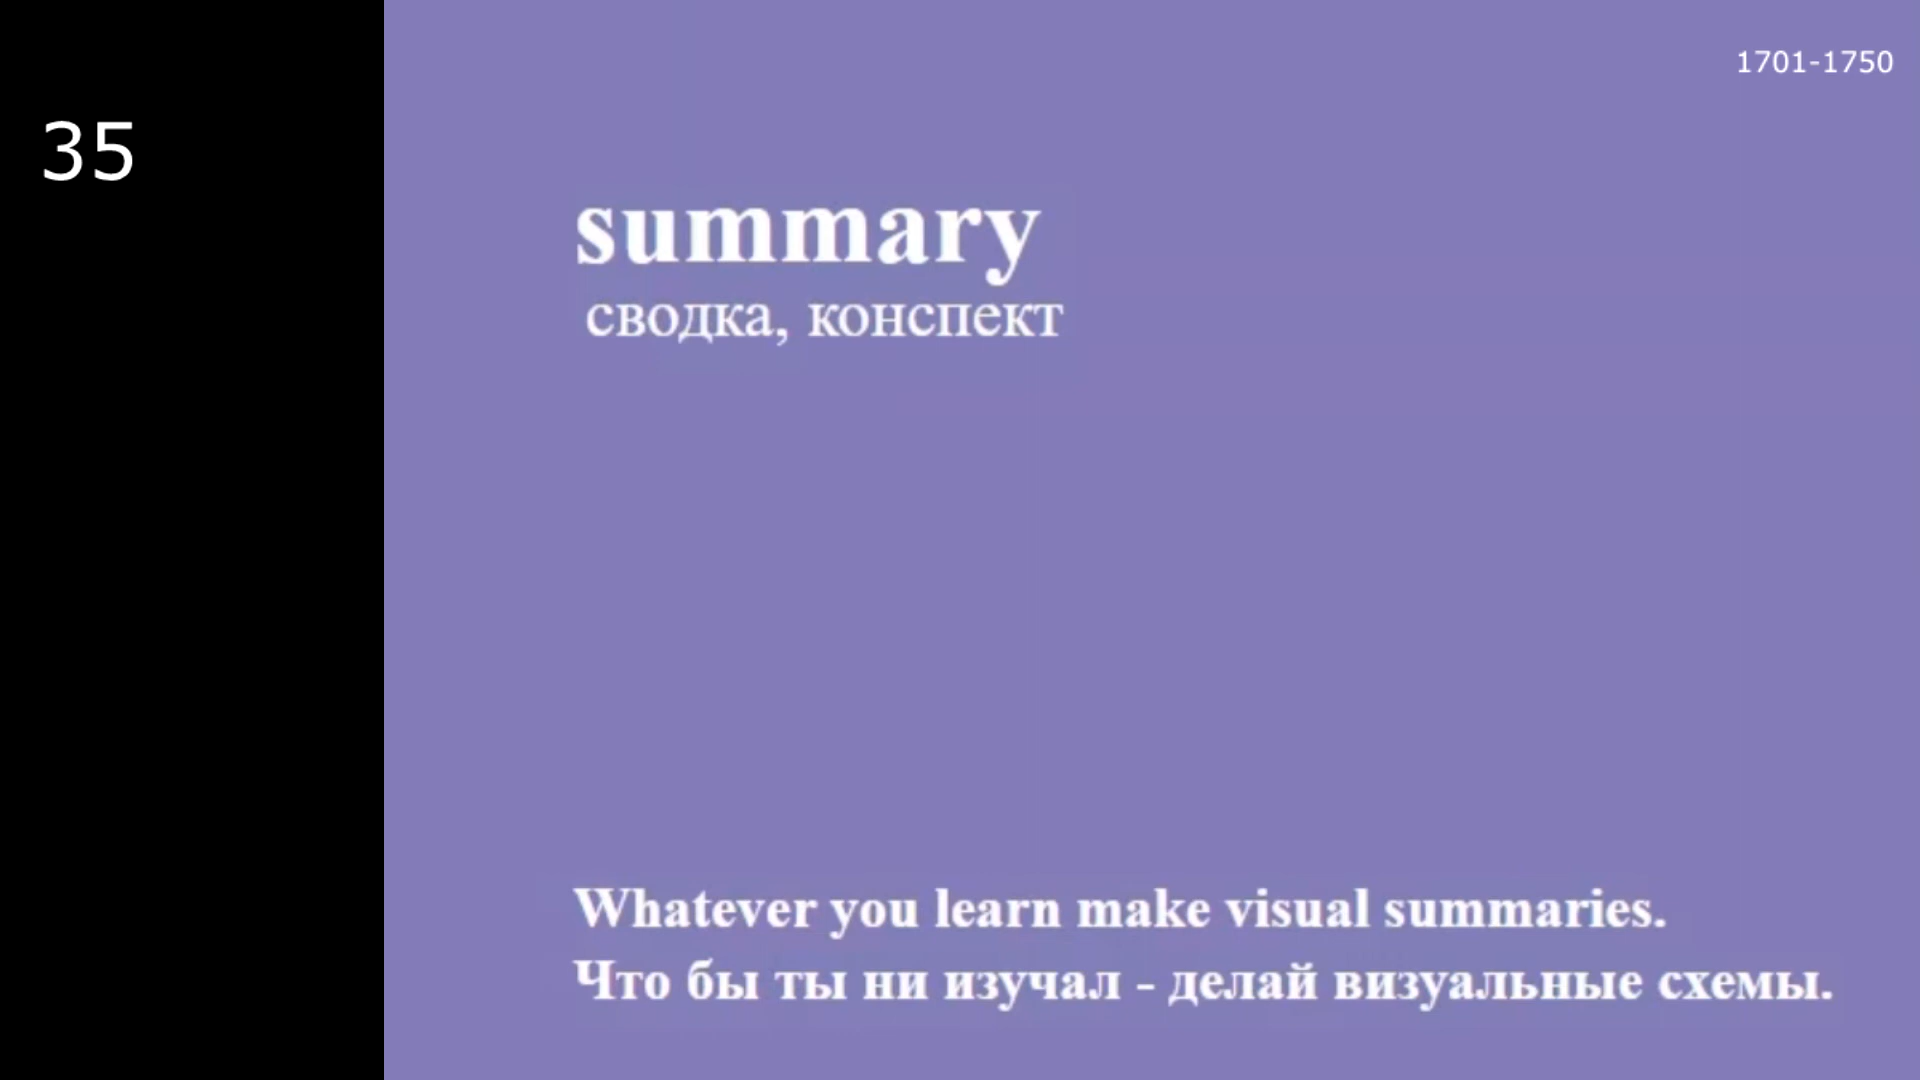 1701-1750
35
summary
сводка, конспект
Whatever you learn make visual summaries.
Что бы ты ни изучал - делай визуальные схемы.